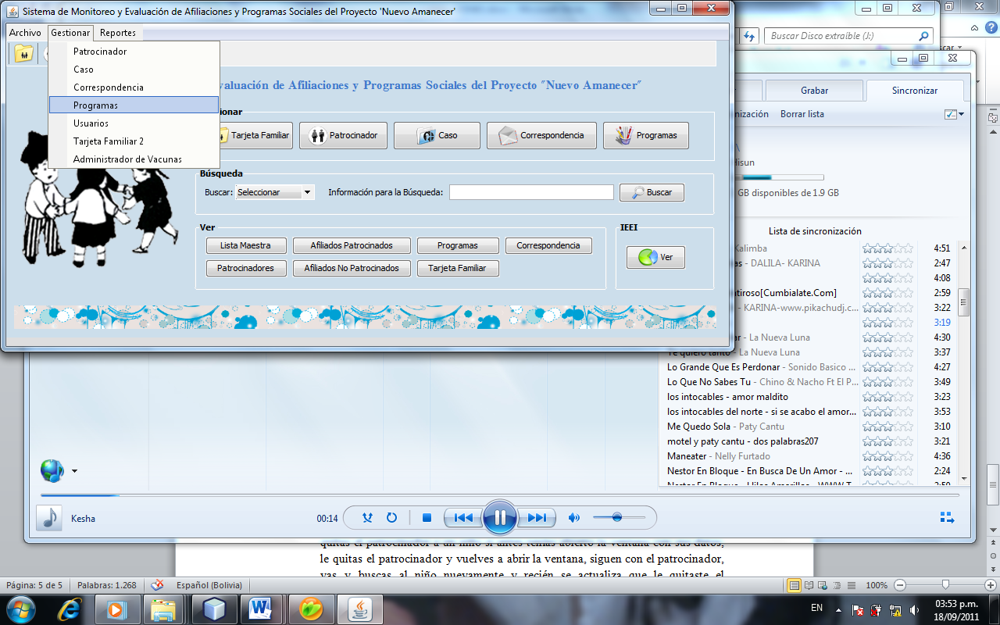 Sistema de Monitoreo y Evaluación de Afiliaciones y Programas Sociales del Proyecto 'Nuevo Amanecer'
Archivo Gestionar Reportes
Patrocinador
Caso
Correspondencia
Programas
Usuarios
Tarjeta Familiar 2
Administrador de Vacunas
valuación de Afiliaciones y Programas Sociales del Proyecto "Nuevo Amanecer"
ionar
Tarjeta Familiar Patrocinador Caso Correspondencia Programas
Búsqueda
Buscar: Seleccionar Información para la Búsqueda: Buscar
Ver
Lista Maestra Afiliados Patrocinados Programas Correspondencia
Patrocinadores Afiliados No Patrocinados Tarjeta Familiar
IEEI
Ver
Buscar Disco extraíble (J:)
Grabar Sincronizar
nización Borrar lista
Hisun
GB disponibles de 1.9 GB
Lista de sincronización
Kalimba 4:51
as - DALILA- KARINA 2:47
4:08
tiroso[Cumbialate.Com] 2:59
- KARINA-www.pikachudj.c... 3:22
3:19
ar - La Nueva Luna 4:30
Te quiero tanto - La Nueva Luna 3:37
Lo Grande Que Es Perdonar - Sonido Basico ... 4:27
Lo Que No Sabes Tu - Chino & Nacho Ft El P... 3:49
los intocables - amor maldito 3:23
los intocables del norte - si se acabo el amor... 3:53
Me Quedo Sola - Paty Cantu 3:10
motel y paty cantu - dos palabras207 3:21
Maneater - Nelly Furtado 4:36
Nestor En Bloque - En Busca De Un Amor - ... 2:24
Nestor En Bloque - Hilos Amarillos - WWW.T...
Kesha 00:14
quitas el patrocinador a un niño si antes tenías abierto la ventana con sus datos,
le quitas el patrocinador y vuelves a abrir la ventana, siguen con el patrocinador,
vas y buscas al niño nuevamente y recién se actualiza que le quitaste el
Página: 5 de 5 Palabras: 1.268 Español (Bolivia) 100%
EN 03:53 p.m.
18/09/2011